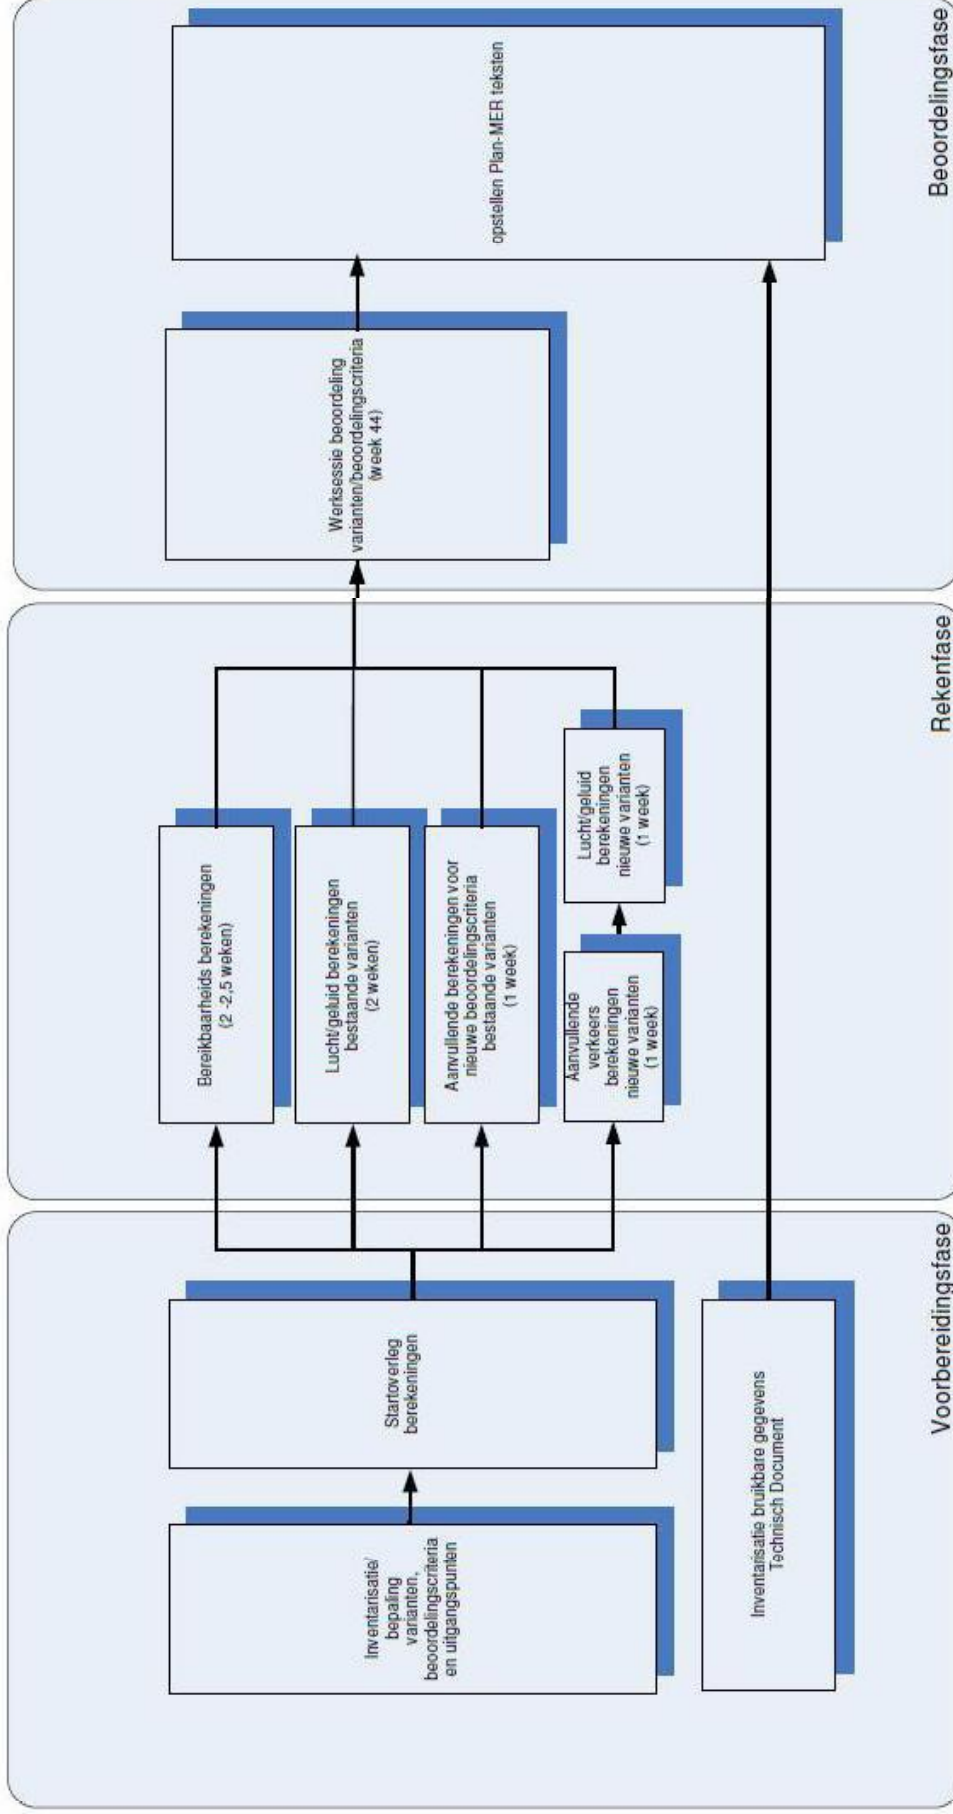 Inventarisatie/
bepaling
varianten,
beoordelingscriteria
en uitgangspunten
Startoverleg
berekeningen
Inventarisatie bruikbare gegevens
Technisch Document
Voorbereidingsfase
Bereikbaarheids berekeningen
(2 -2,5 weken)
Lucht/geluid berekeningen
bestaande varianten
(2 weken)
Aanvullende berekeningen voor
nieuwe beoordelingscriteria
bestaande varianten
(1 week)
Aanvullende
verkeers
berekeningen
nieuwe varianten
(1 week)
Lucht/geluid
berekeningen
nieuwe varianten
(1 week)
Rekenfase
Werksessie beoordeling
varianten/beoordelingscriteria
(week 44)
opstellen Plan-MER teksten
Beoordelingsfase